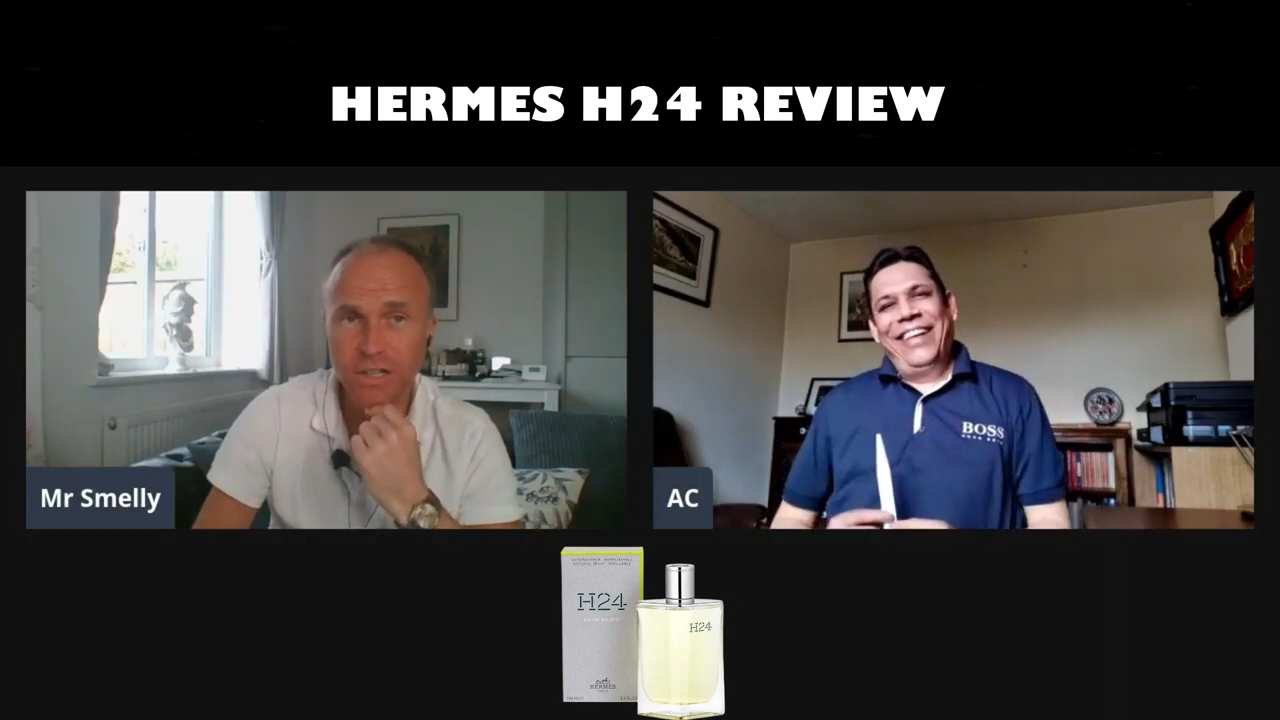 HERMES H24 REVIEW
Mr Smelly
AC
BOSS
H24
H24
HERMES